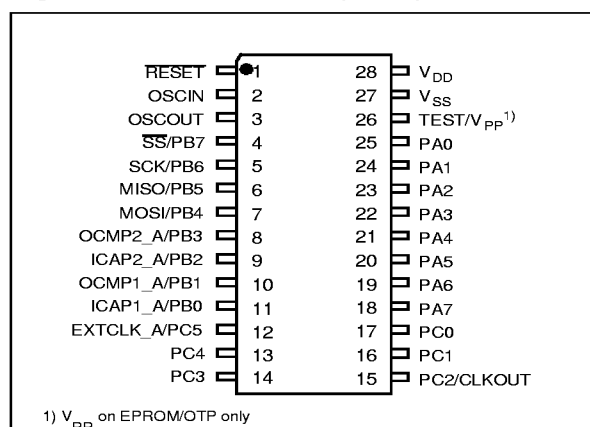 RESET 1 28 VDD
OSCIN 2 27 VSS
OSCOUT 3 26 TEST/VPP1)
SS/PB7 4 25 PA0
SCK/PB6 5 24 PA1
MISO/PB5 6 23 PA2
MOSI/PB4 7 22 PA3
OCMP2_A/PB3 8 21 PA4
ICAP2_A/PB2 9 20 PA5
OCMP1_A/PB1 10 19 PA6
ICAP1_A/PB0 11 18 PA7
EXTCLK_A/PC5 12 17 PC0
PC4 13 16 PC1
PC3 14 15 PC2/CLKOUT
1) VPP on EPROM/OTP only